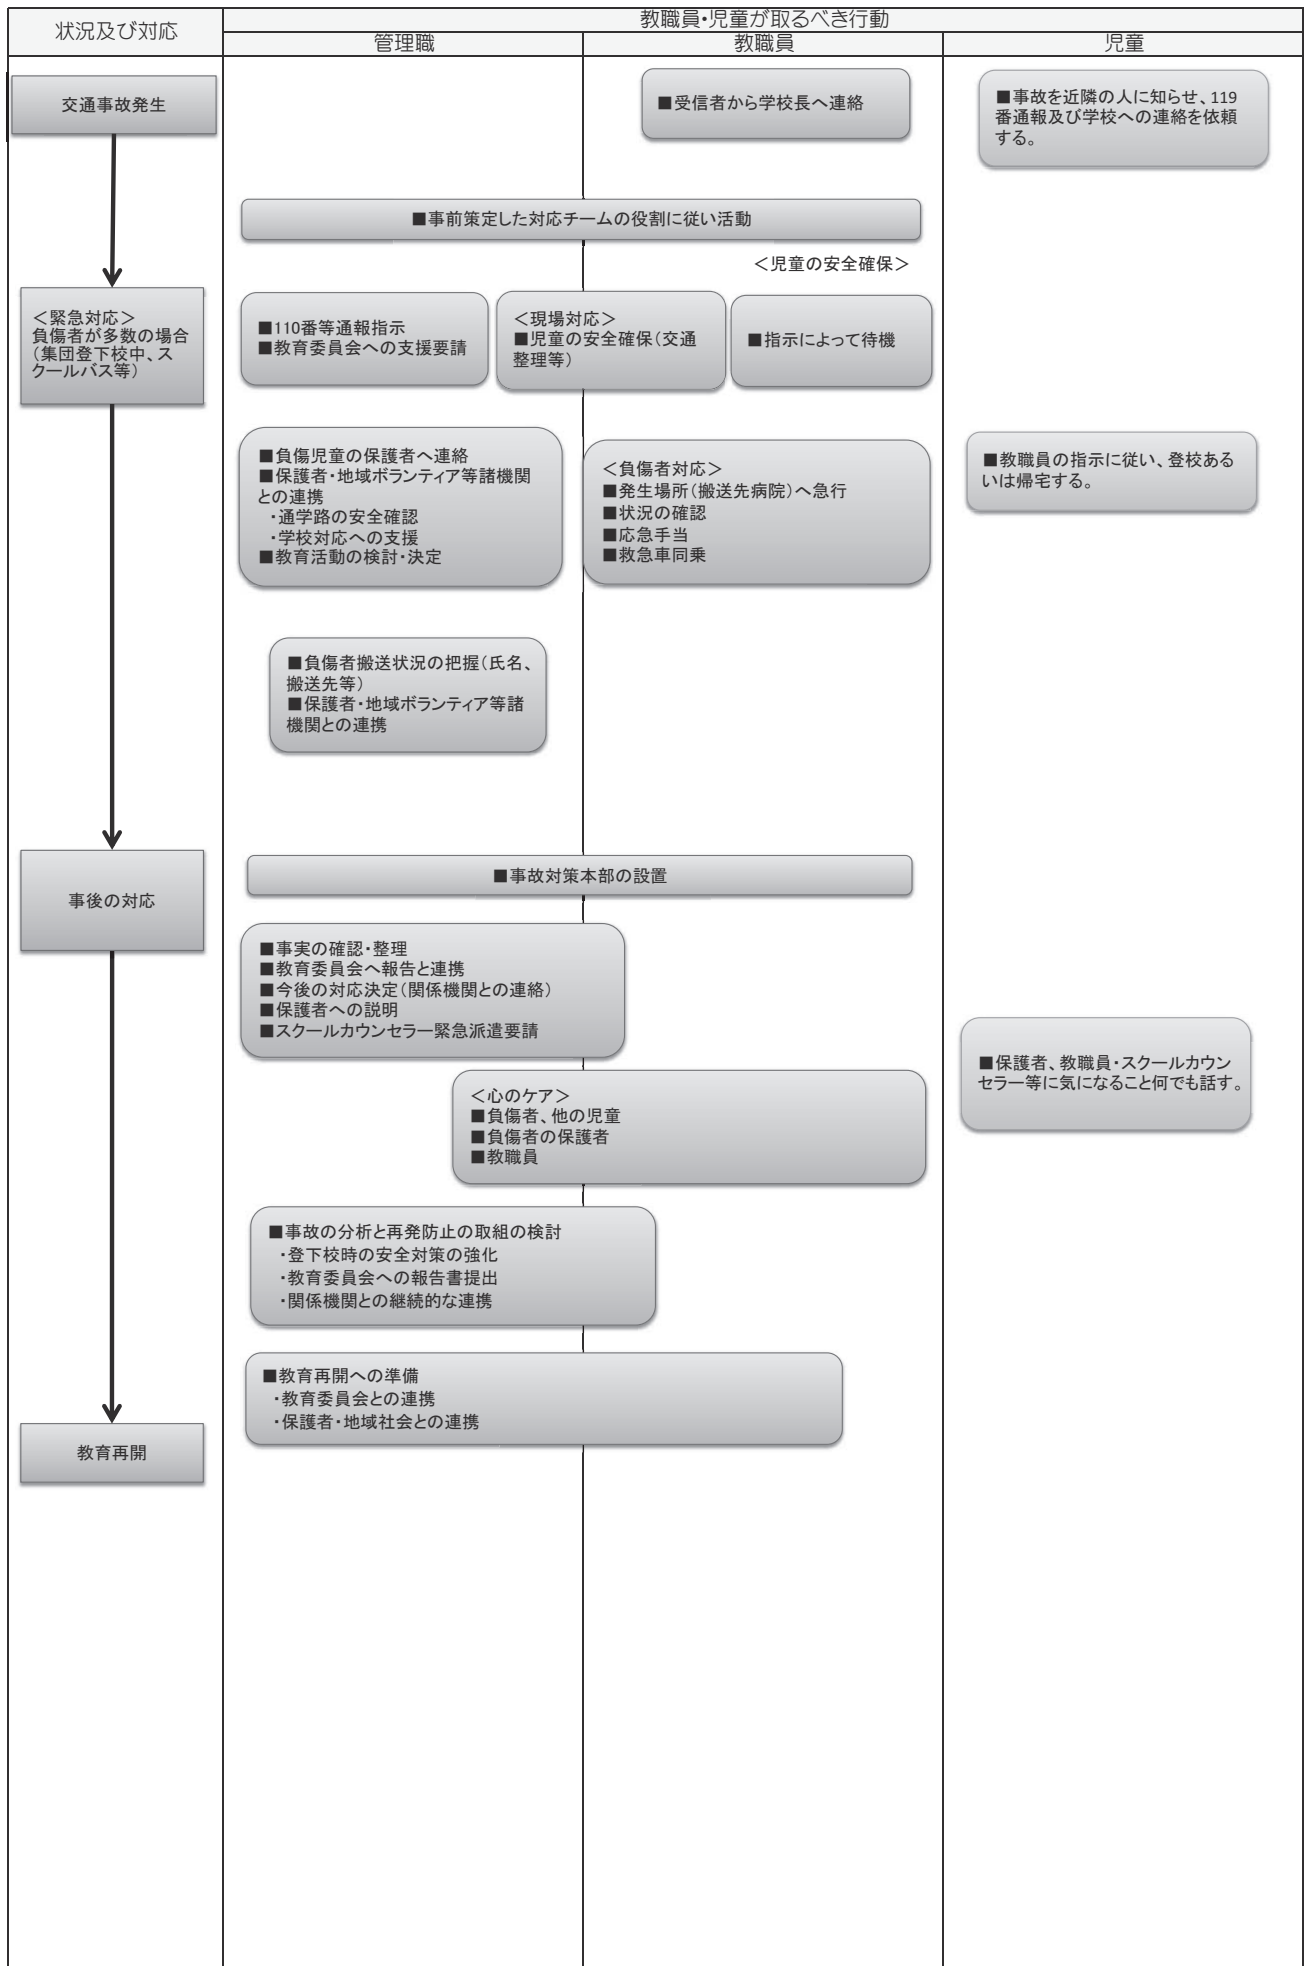 状況及び対応
教職員・児童が取るべき行動
管理職
教職員
児童
交通事故発生
■受信者から学校長へ連絡
■事故を近隣の人に知らせ、119
番通報及び学校への連絡を依頼
する。
■事前策定した対応チームの役割に従い活動
＜児童の安全確保＞
＜緊急対応＞
負傷者が多数の場合
（集団登下校中、ス
クールバス等）
■110番等通報指示
■教育委員会への支援要請
＜現場対応＞
■児童の安全確保（交通
整理等）
■指示によって待機
■負傷児童の保護者へ連絡
■保護者・地域ボランティア等諸機関
との連携
・通学路の安全確認
・学校対応への支援
■教育活動の検討・決定
＜負傷者対応＞
■発生場所（搬送先病院）へ急行
■状況の確認
■応急手当
■救急車同乗
■教職員の指示に従い、登校ある
いは帰宅する。
■負傷者搬送状況の把握（氏名、
搬送先等）
■保護者・地域ボランティア等諸
機関との連携
事後の対応
■事故対策本部の設置
■事実の確認・整理
■教育委員会へ報告と連携
■今後の対応決定（関係機関との連絡）
■保護者への説明
■スクールカウンセラー緊急派遣要請
■保護者、教職員・スクールカウン
セラー等に気になること何でも話す。
＜心のケア＞
■負傷者、他の児童
■負傷者の保護者
■教職員
■事故の分析と再発防止の取組の検討
・登下校時の安全対策の強化
・教育委員会への報告書提出
・関係機関との継続的な連携
■教育再開への準備
・教育委員会との連携
・保護者・地域社会との連携
教育再開